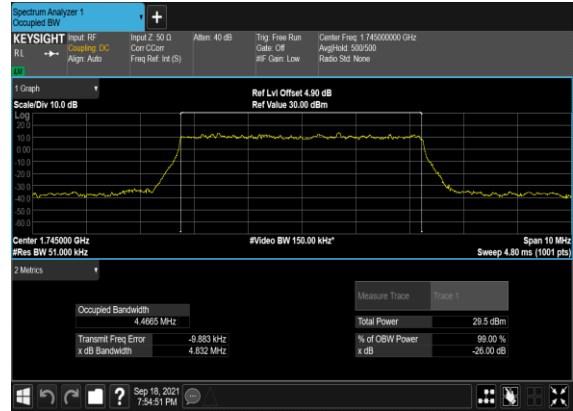 Spectrum Analyzer 1
Occupied BW
KEYSIGHT
RL
Input: RF
Coupling: DC
Align: Auto
Input Z: 50 Ω
Corr CCorr
Freq Ref: Int (S)
Atten: 40 dB
Trig: Free Run
Gate: Off
#IF Gain: Low
Center Freq: 1.745000000 GHz
Avg|Hold: 500/500
Radio Std: None
1 Graph
Scale/Div 10.0 dB
Ref Lvl Offset 4.90 dB
Ref Value 30.00 dBm
Log
20.0
10.0
0.00
-10.0
-20.0
-30.0
-40.0
-50.0
-60.0
Center 1.745000 GHz
#Res BW 51.000 kHz
#Video BW 150.00 kHz*
Span 10 MHz
Sweep 4.80 ms (1001 pts)
2 Metrics
Measure Trace
Trace 1
Occupied Bandwidth
4.4665 MHz
Total Power
29.5 dBm
Transmit Freq Error
-9.883 kHz
% of OBW Power
99.00 %
x dB Bandwidth
4.832 MHz
x dB
-26.00 dB
?
Sep 18, 2021
7:54:51 PM